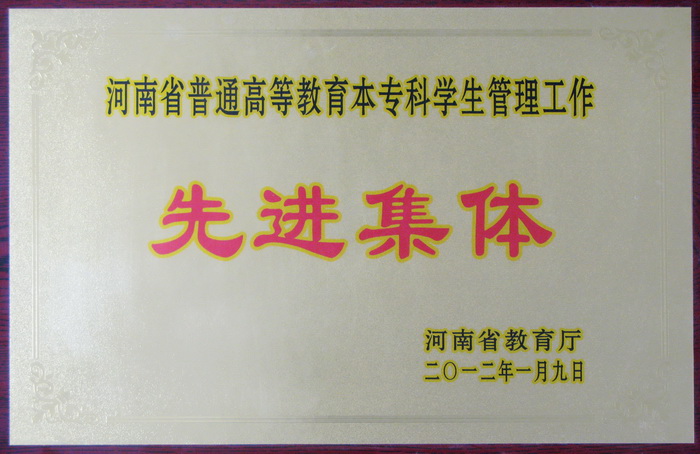 河南省普通高等教育本专科学生管理工作
先进集体
河南省教育厅
二〇一二年一月九日